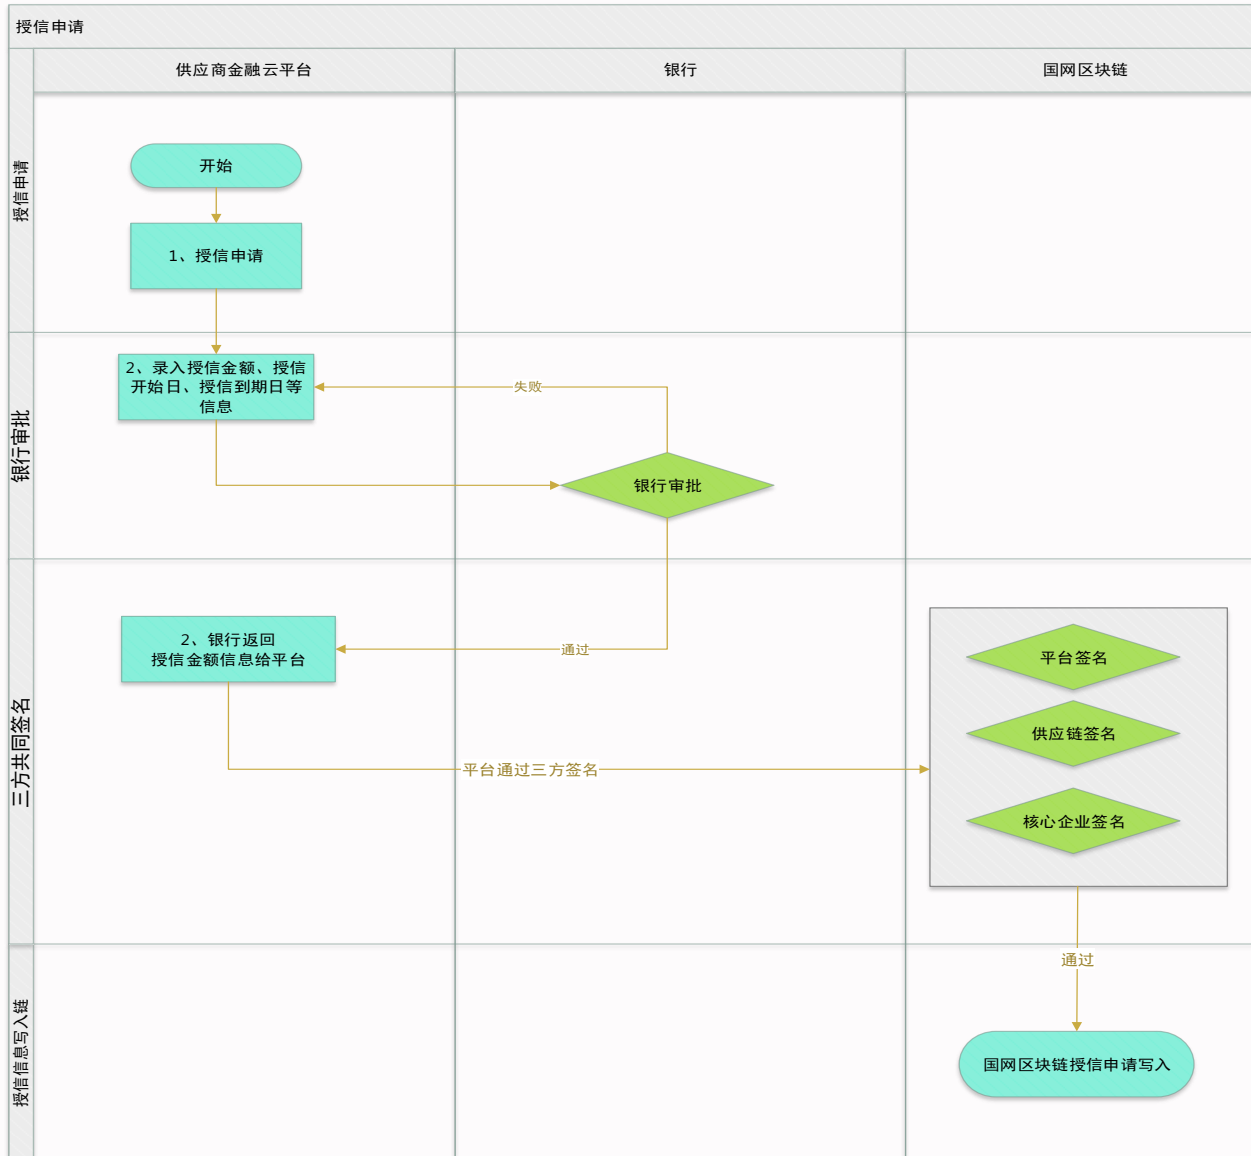 授信申请
供应商金融云平台
银行
国网区块链
授信申请
开始
1、授信申请
银行审批
2、录入授信金额、授信
开始日、授信到期日等
信息
失败
银行审批
三方共同签名
2、银行返回
授信金额信息给平台
通过
平台签名
供应链签名
平台通过三方签名
核心企业签名
通过
授信信息写入链
国网区块链授信申请写入